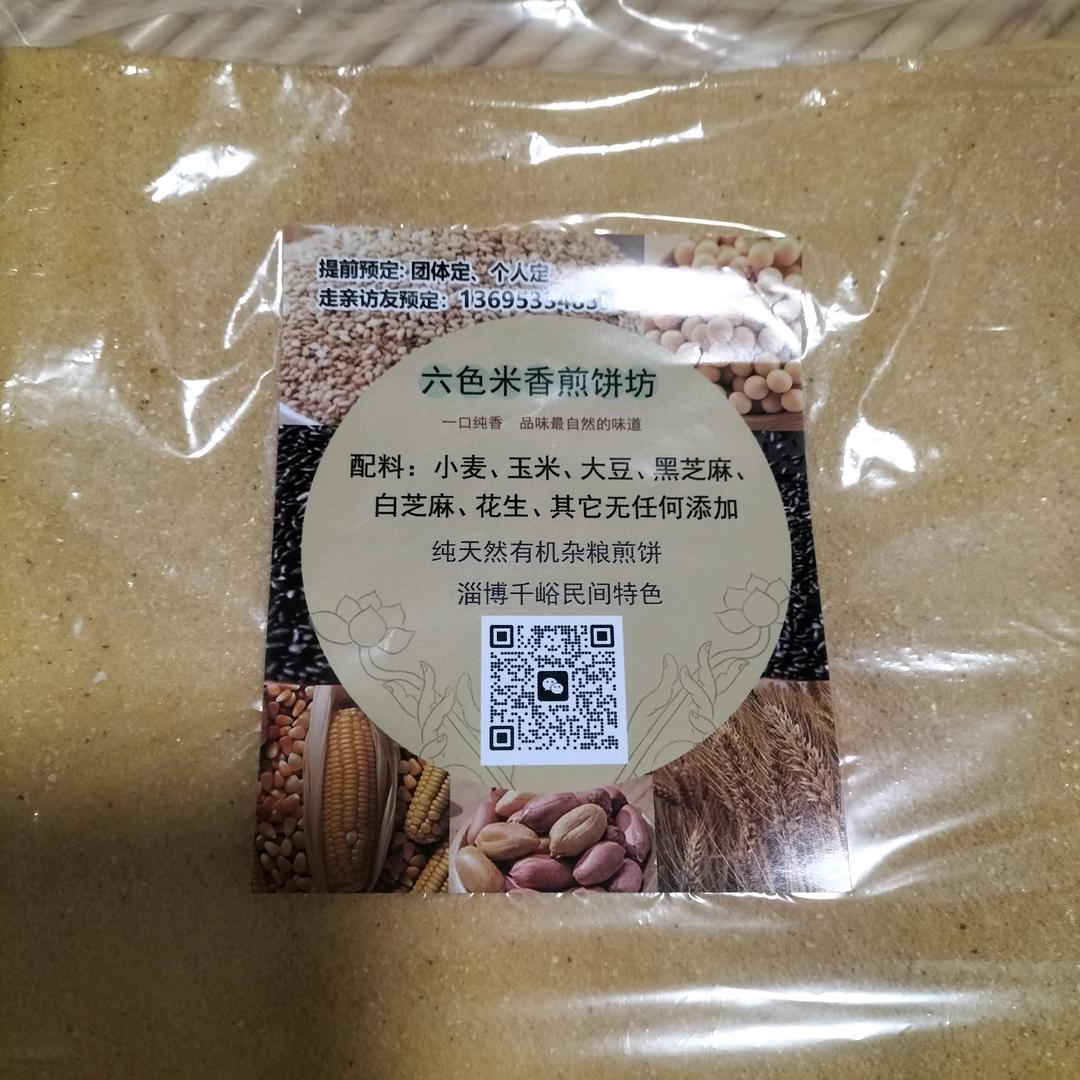 提前预定: 团体定、个人定
走亲访友预定:
六色米香煎饼坊
一口纯香 品味最自然的味道
配料：小麦、玉米、大豆、黑芝麻、
白芝麻、花生、其它无任何添加
纯天然有机杂粮煎饼
淄博千峪民间特色